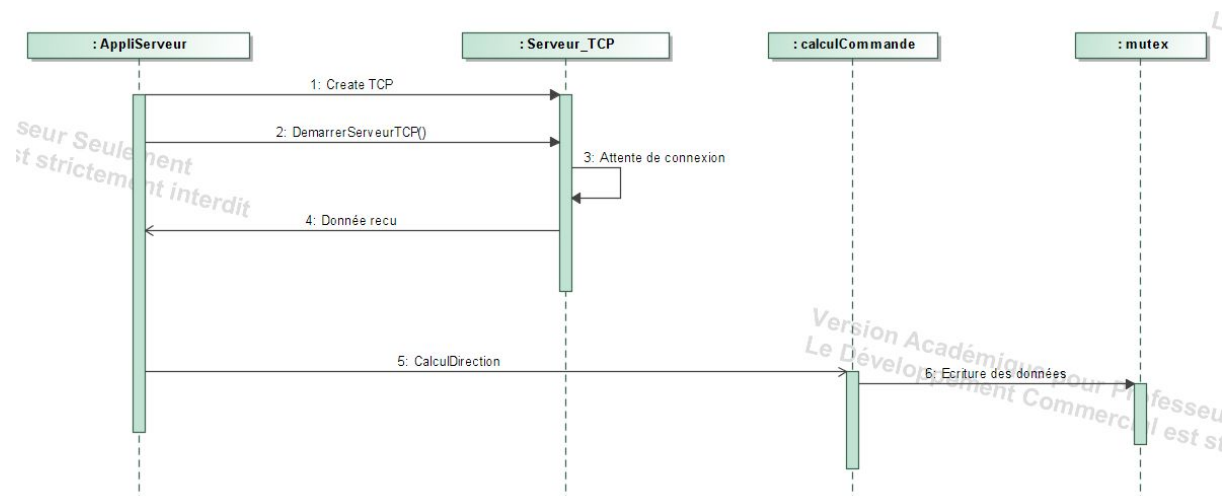 : AppliServeur
: Serveur_TCP
: calculCommande
: mutex
1: Create TCP
2: DemarrerServeurTCP()
3: Attente de connexion
4: Donnée recu
5: CalculDirection
6: Ecriture des données
seur Seulement
st strictement interdit
Version Académique pour Professeu
Le Développement Commercial est st
L